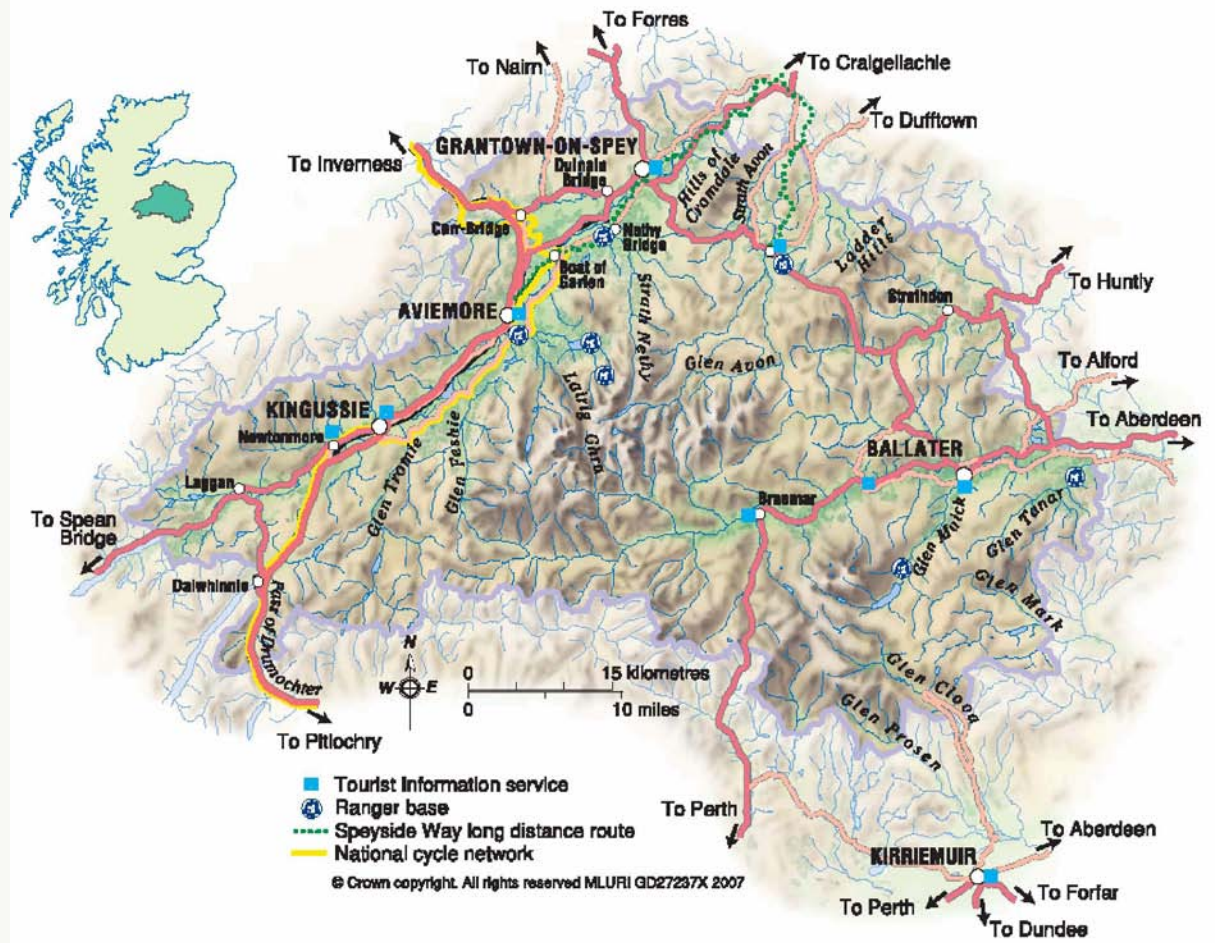 To Forres
To Nairn
To Craigellachie
To Dufftown
To Inverness
GRANTOWN-ON-SPEY
Dulnain
Bridge
Hills of
Cromdale
Strath Avon
Carr-Bridge
Nethy
Bridge
Boat of
Garten
Ladder
Hills
To Huntly
Strathdon
AVIEMORE
Strath Nethy
Glen Avon
To Alford
Lairig Ghru
KINGUSSIE
Newtonmore
To Aberdeen
BALLATER
Glen Tromie
Glen Feshie
Laggan
Braemar
To Spean
Bridge
Glen Muick
Glen Tanar
Glen Mark
Dalwhinnie
Pass of Drumochter
N
W
E
0
15 kilometres
0
10 miles
Glen Clova
Glen Prosen
To Pitlochry
Tourist Information service
Ranger base
Speyside Way long distance route
National cycle network
© Crown copyright. All rights reserved MLURI GD27237X 2007
To Perth
To Aberdeen
KIRRIEMUIR
To Forfar
To Perth
To Dundee